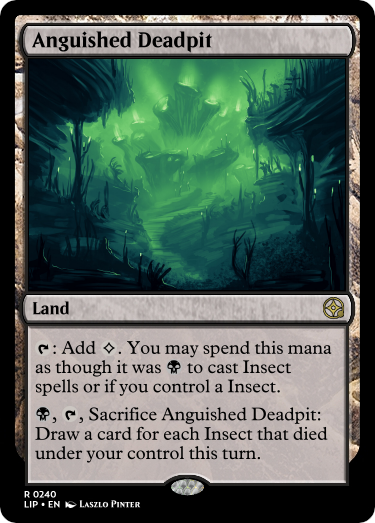 Anguished Deadpit
Land
: Add . You may spend this mana
as though it was  to cast Insect
spells or if you control a Insect.
, , Sacrifice Anguished Deadpit:
Draw a card for each Insect that died
under your control this turn.
R 0240
LIP • EN Laszlo Pinter